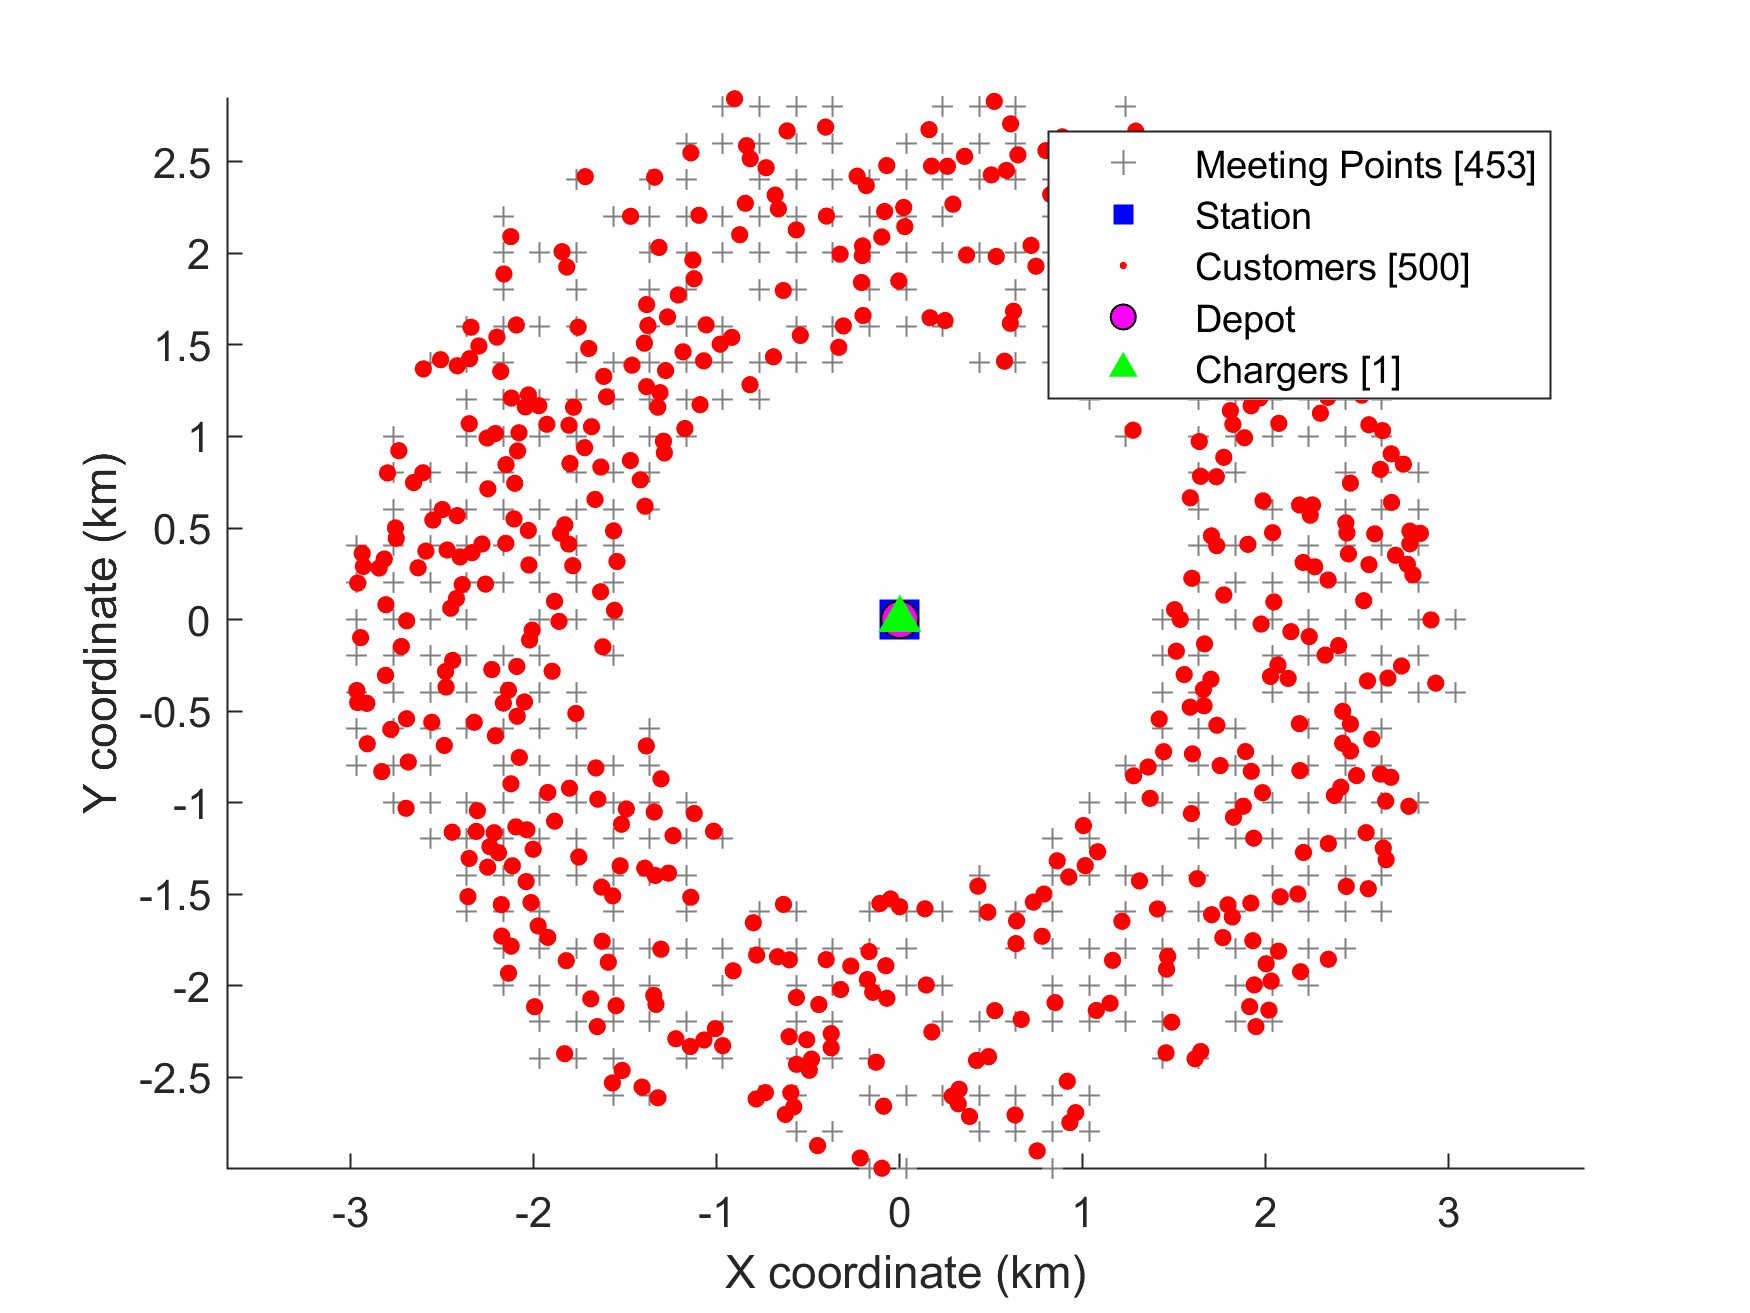 2.5
2
1.5
1
0.5
0
-0.5
-1
-1.5
-2
-2.5
Y coordinate (km)
Meeting Points [453]
Station
Customers [500]
Depot
Chargers [1]
-3 -2 -1 0 1 2 3
X coordinate (km)